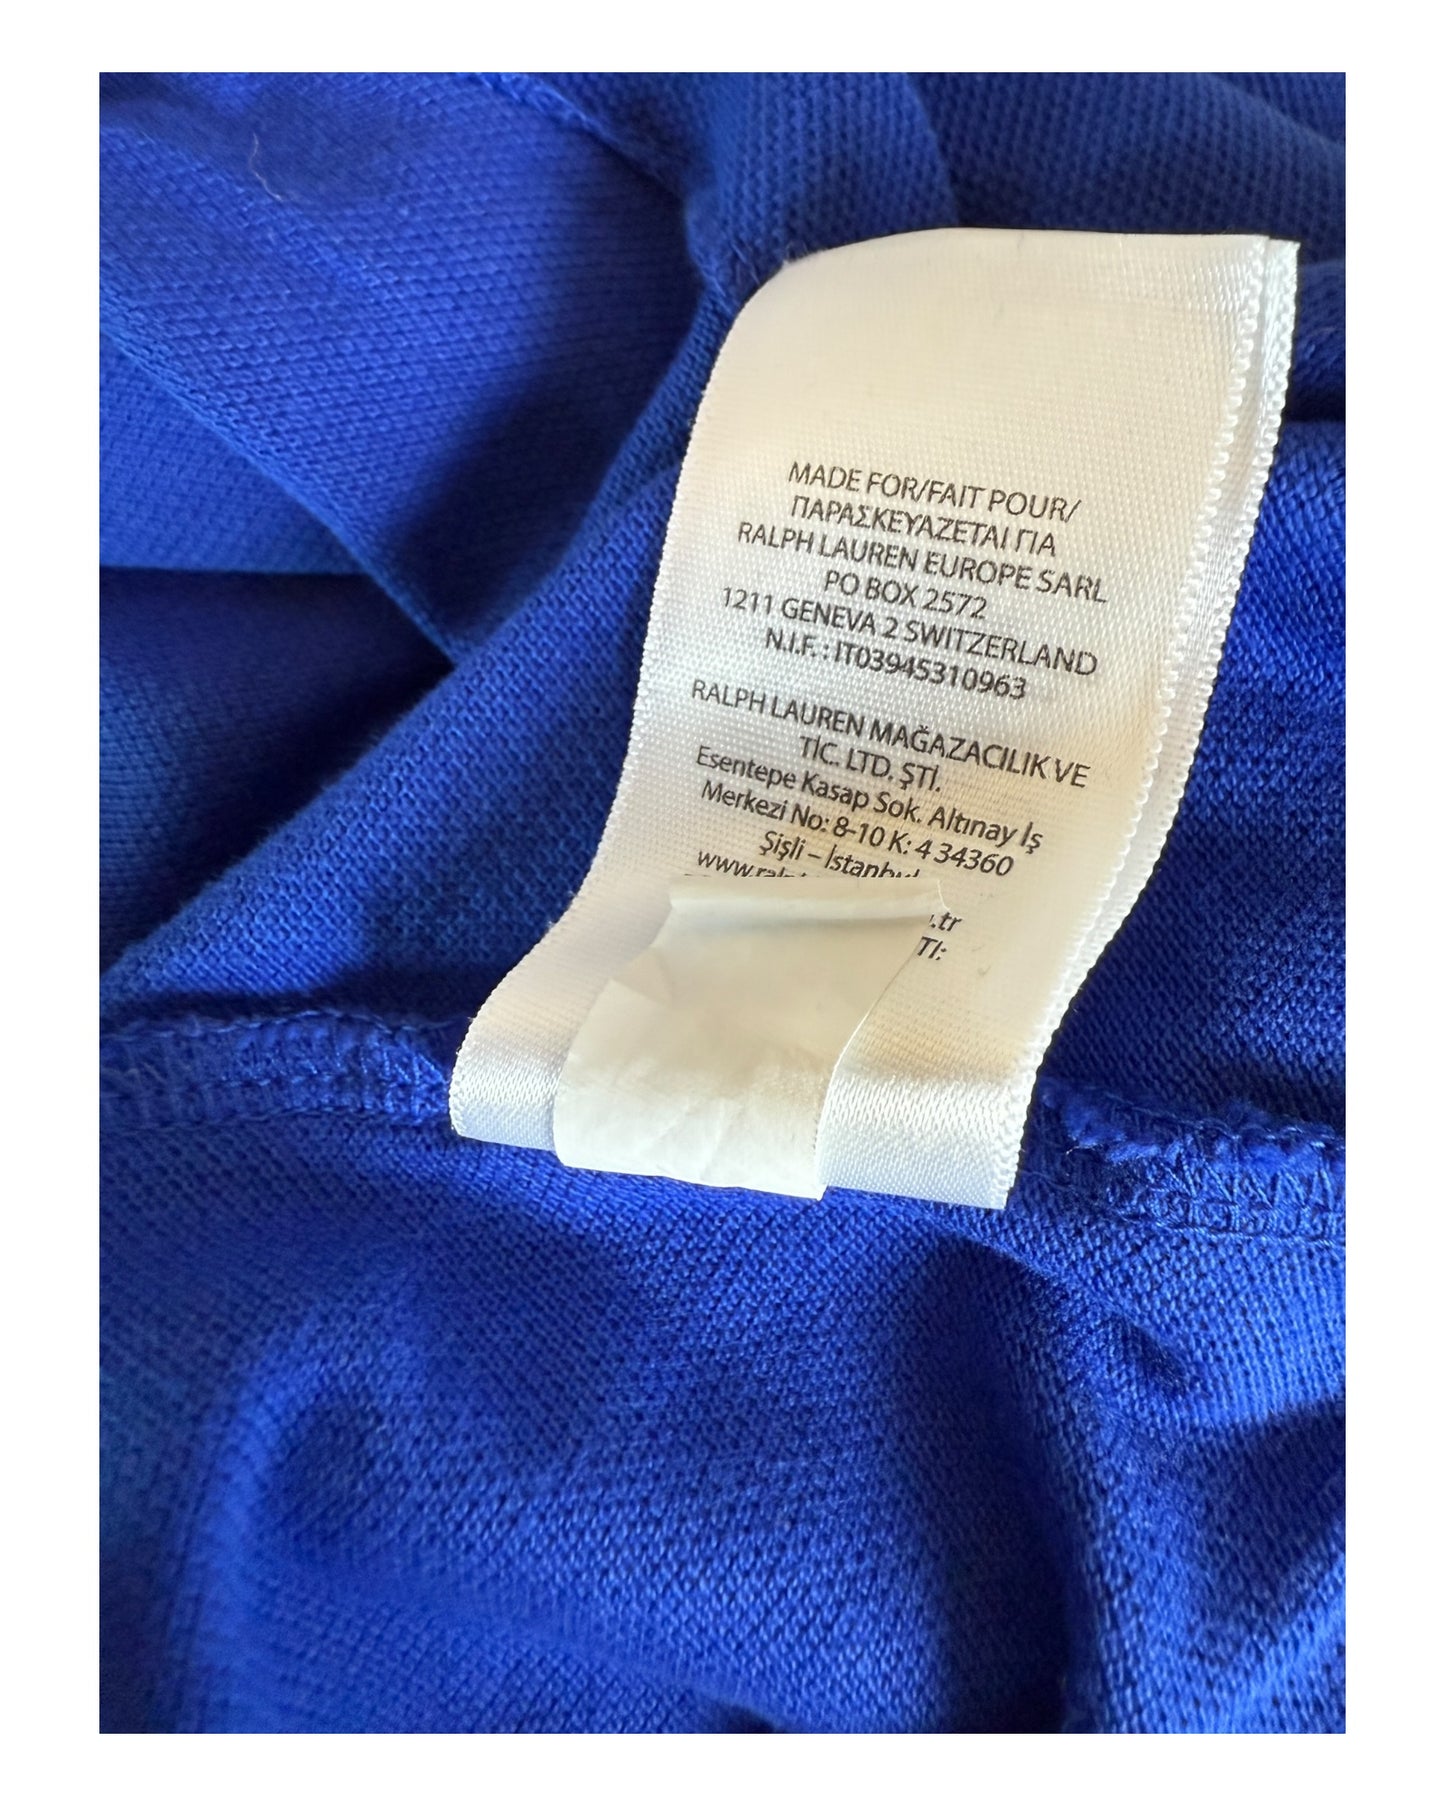 MADE FOR/FAIT POUR/
ΠΑΡΑΣΚΕΥΑΖΕΤΑΙ ΓΙΑ
RALPH LAUREN EUROPE SARL
PO BOX 2572
1211 GENEVA 2 SWITZERLAND
N.I.F. : IT03945310963
RALPH LAUREN MAĞAZACILIK VE
TİC. LTD. ŞTİ.
Esentepe Kasap Sok. Altınay İş
Merkezi No: 8-10 K: 4 34360
Şişli – İstanbul
.tr